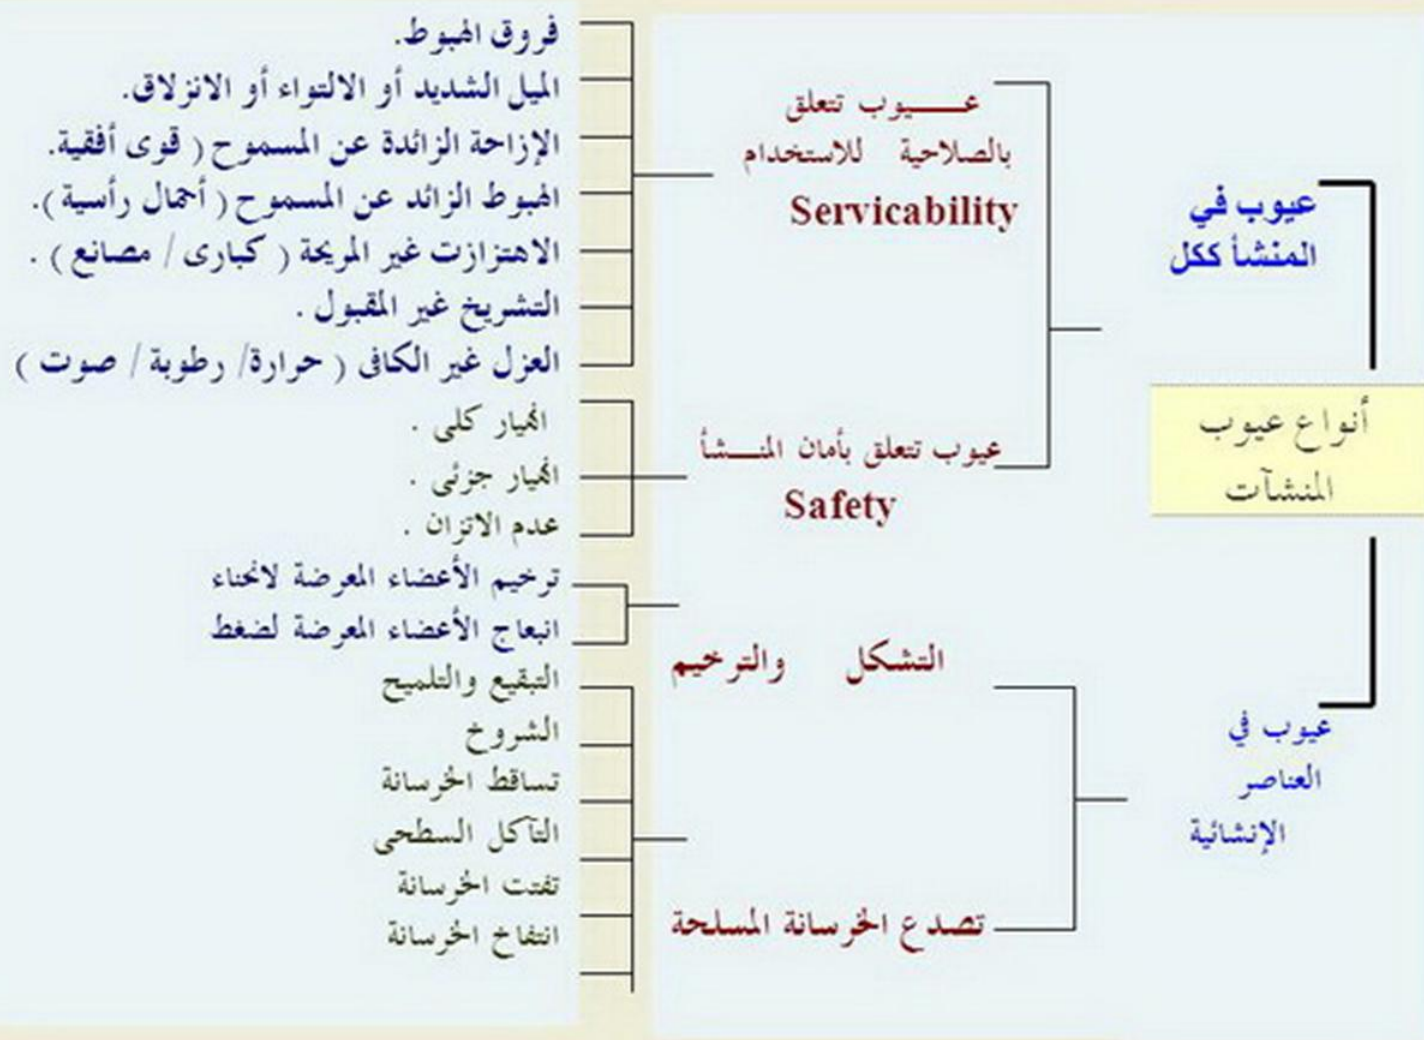 أنواع عيوب
المنشآت
عيوب في
المنشأ ككل
عـــــيوب تتعلق
بالصلاحية للاستخدام
Servicability
فروق الهبوط.
الميل الشديد أو الالتواء أو الانزلاق.
الإزاحة الزائدة عن المسموح ( قوى أفقية.
الهبوط الزائد عن المسموح ( أحمال رأسية ).
الاهتزازت غير المريحة ( كبارى / مصانع ) .
التشريخ غير المقبول .
العزل غير الكافى ( حرارة/ رطوبة / صوت )
عيوب تتعلق بأمان المنـــشأ
Safety
انهيار كلى .
انهيار جزئى .
عدم الاتزان .
عيوب في
العناصر
الإنشائية
التشكل والترخيم
ترخيم الأعضاء المعرضة لانحناء
انبعاج الأعضاء المعرضة لضغط
تصدع الخرسانة المسلحة
التبقيع والتلميح
الشروخ
تساقط الخرسانة
التآكل السطحى
تفتت الخرسانة
انتفاخ الخرسانة